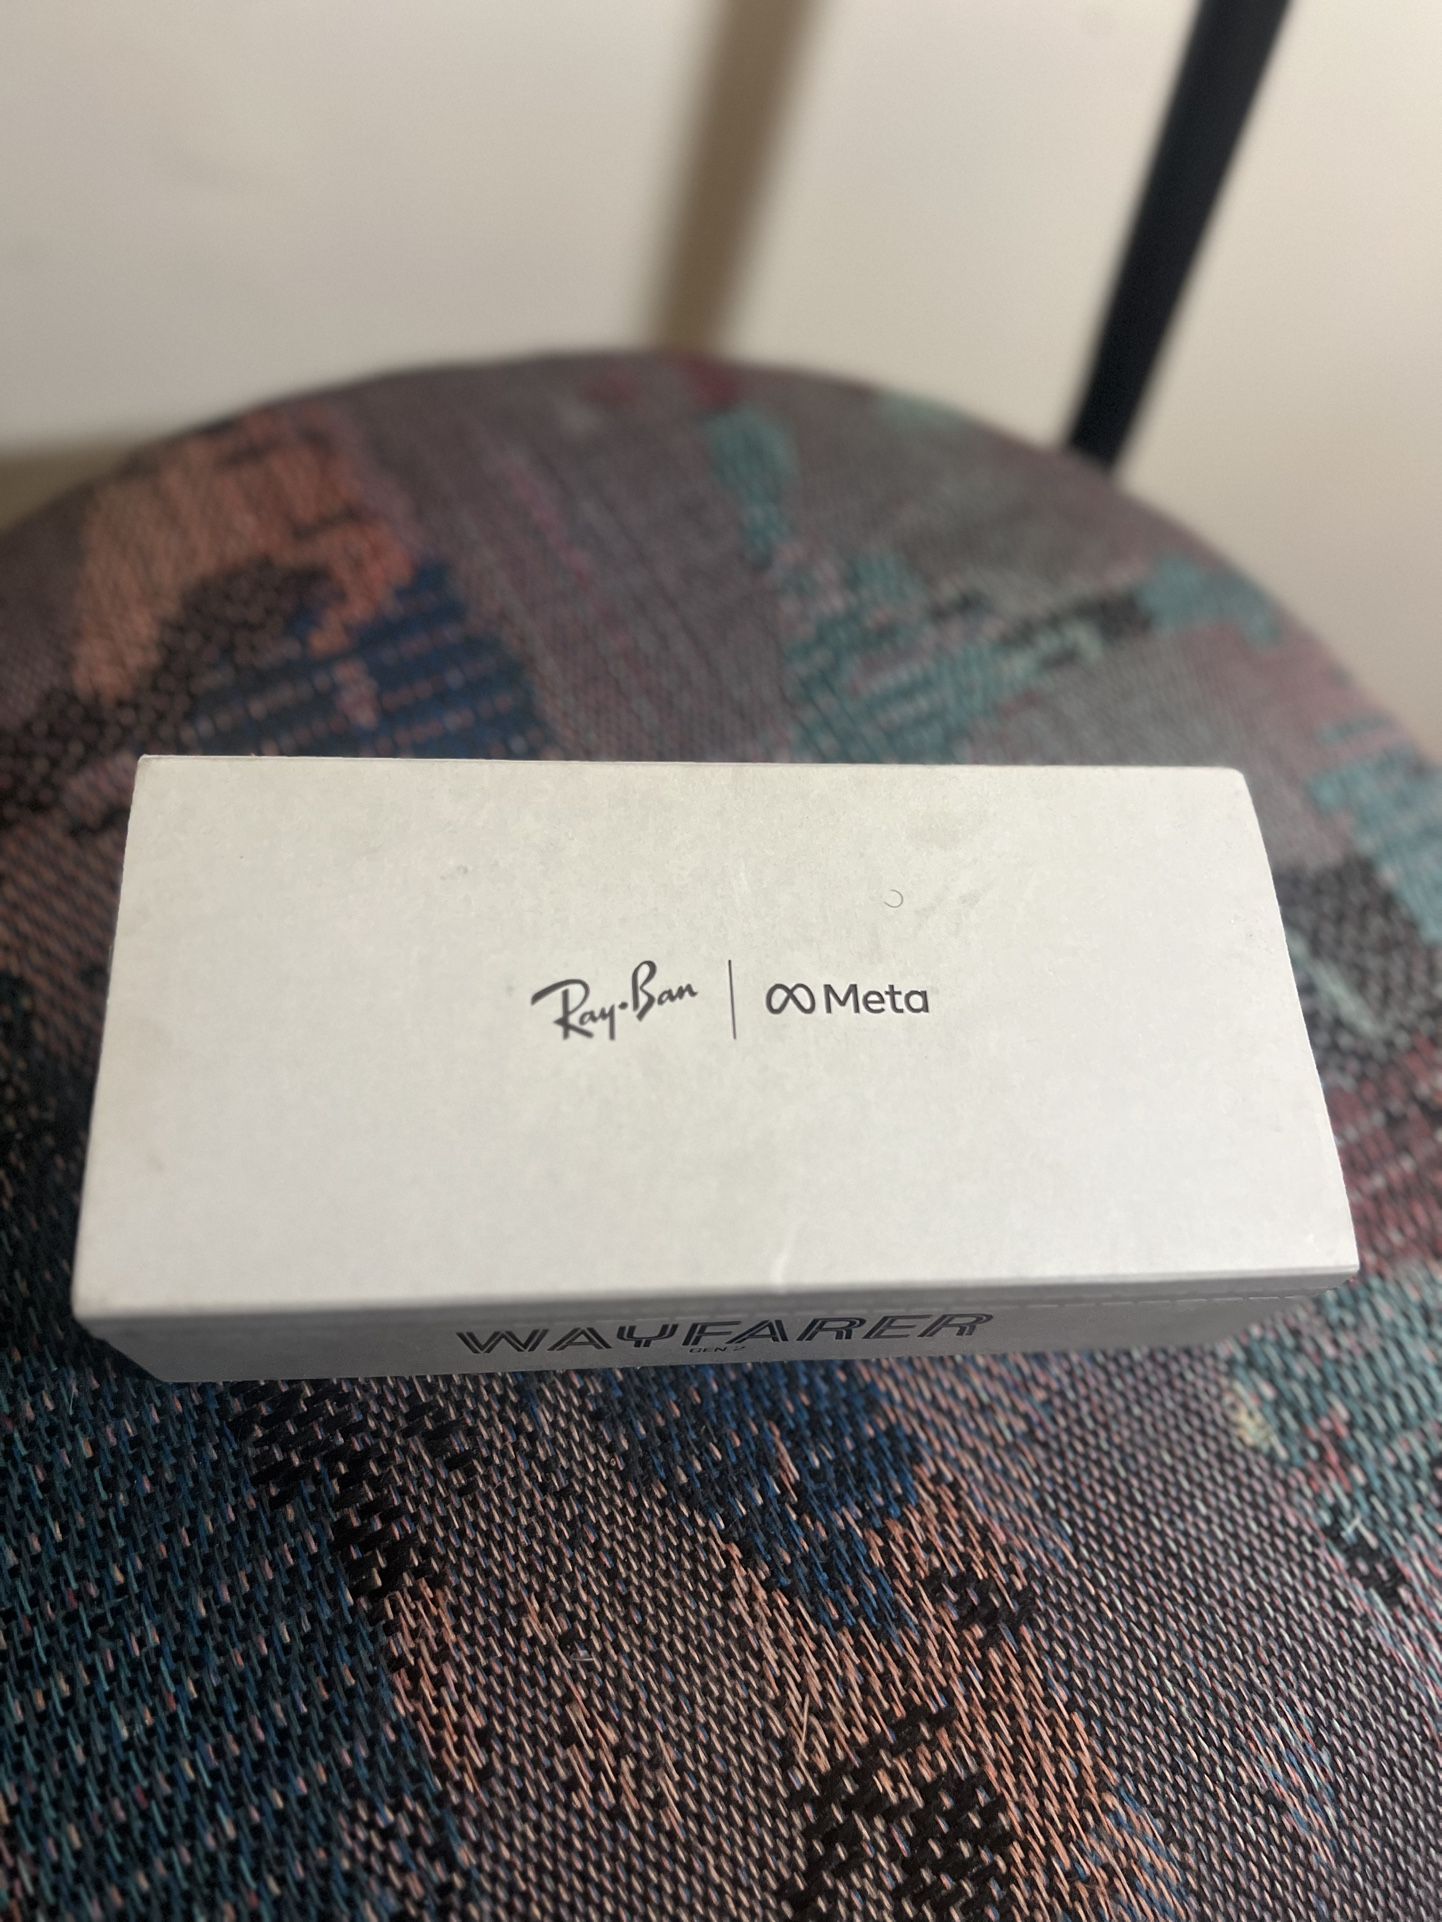 Ray-Ban | Meta
WAYFARER
GEN 2